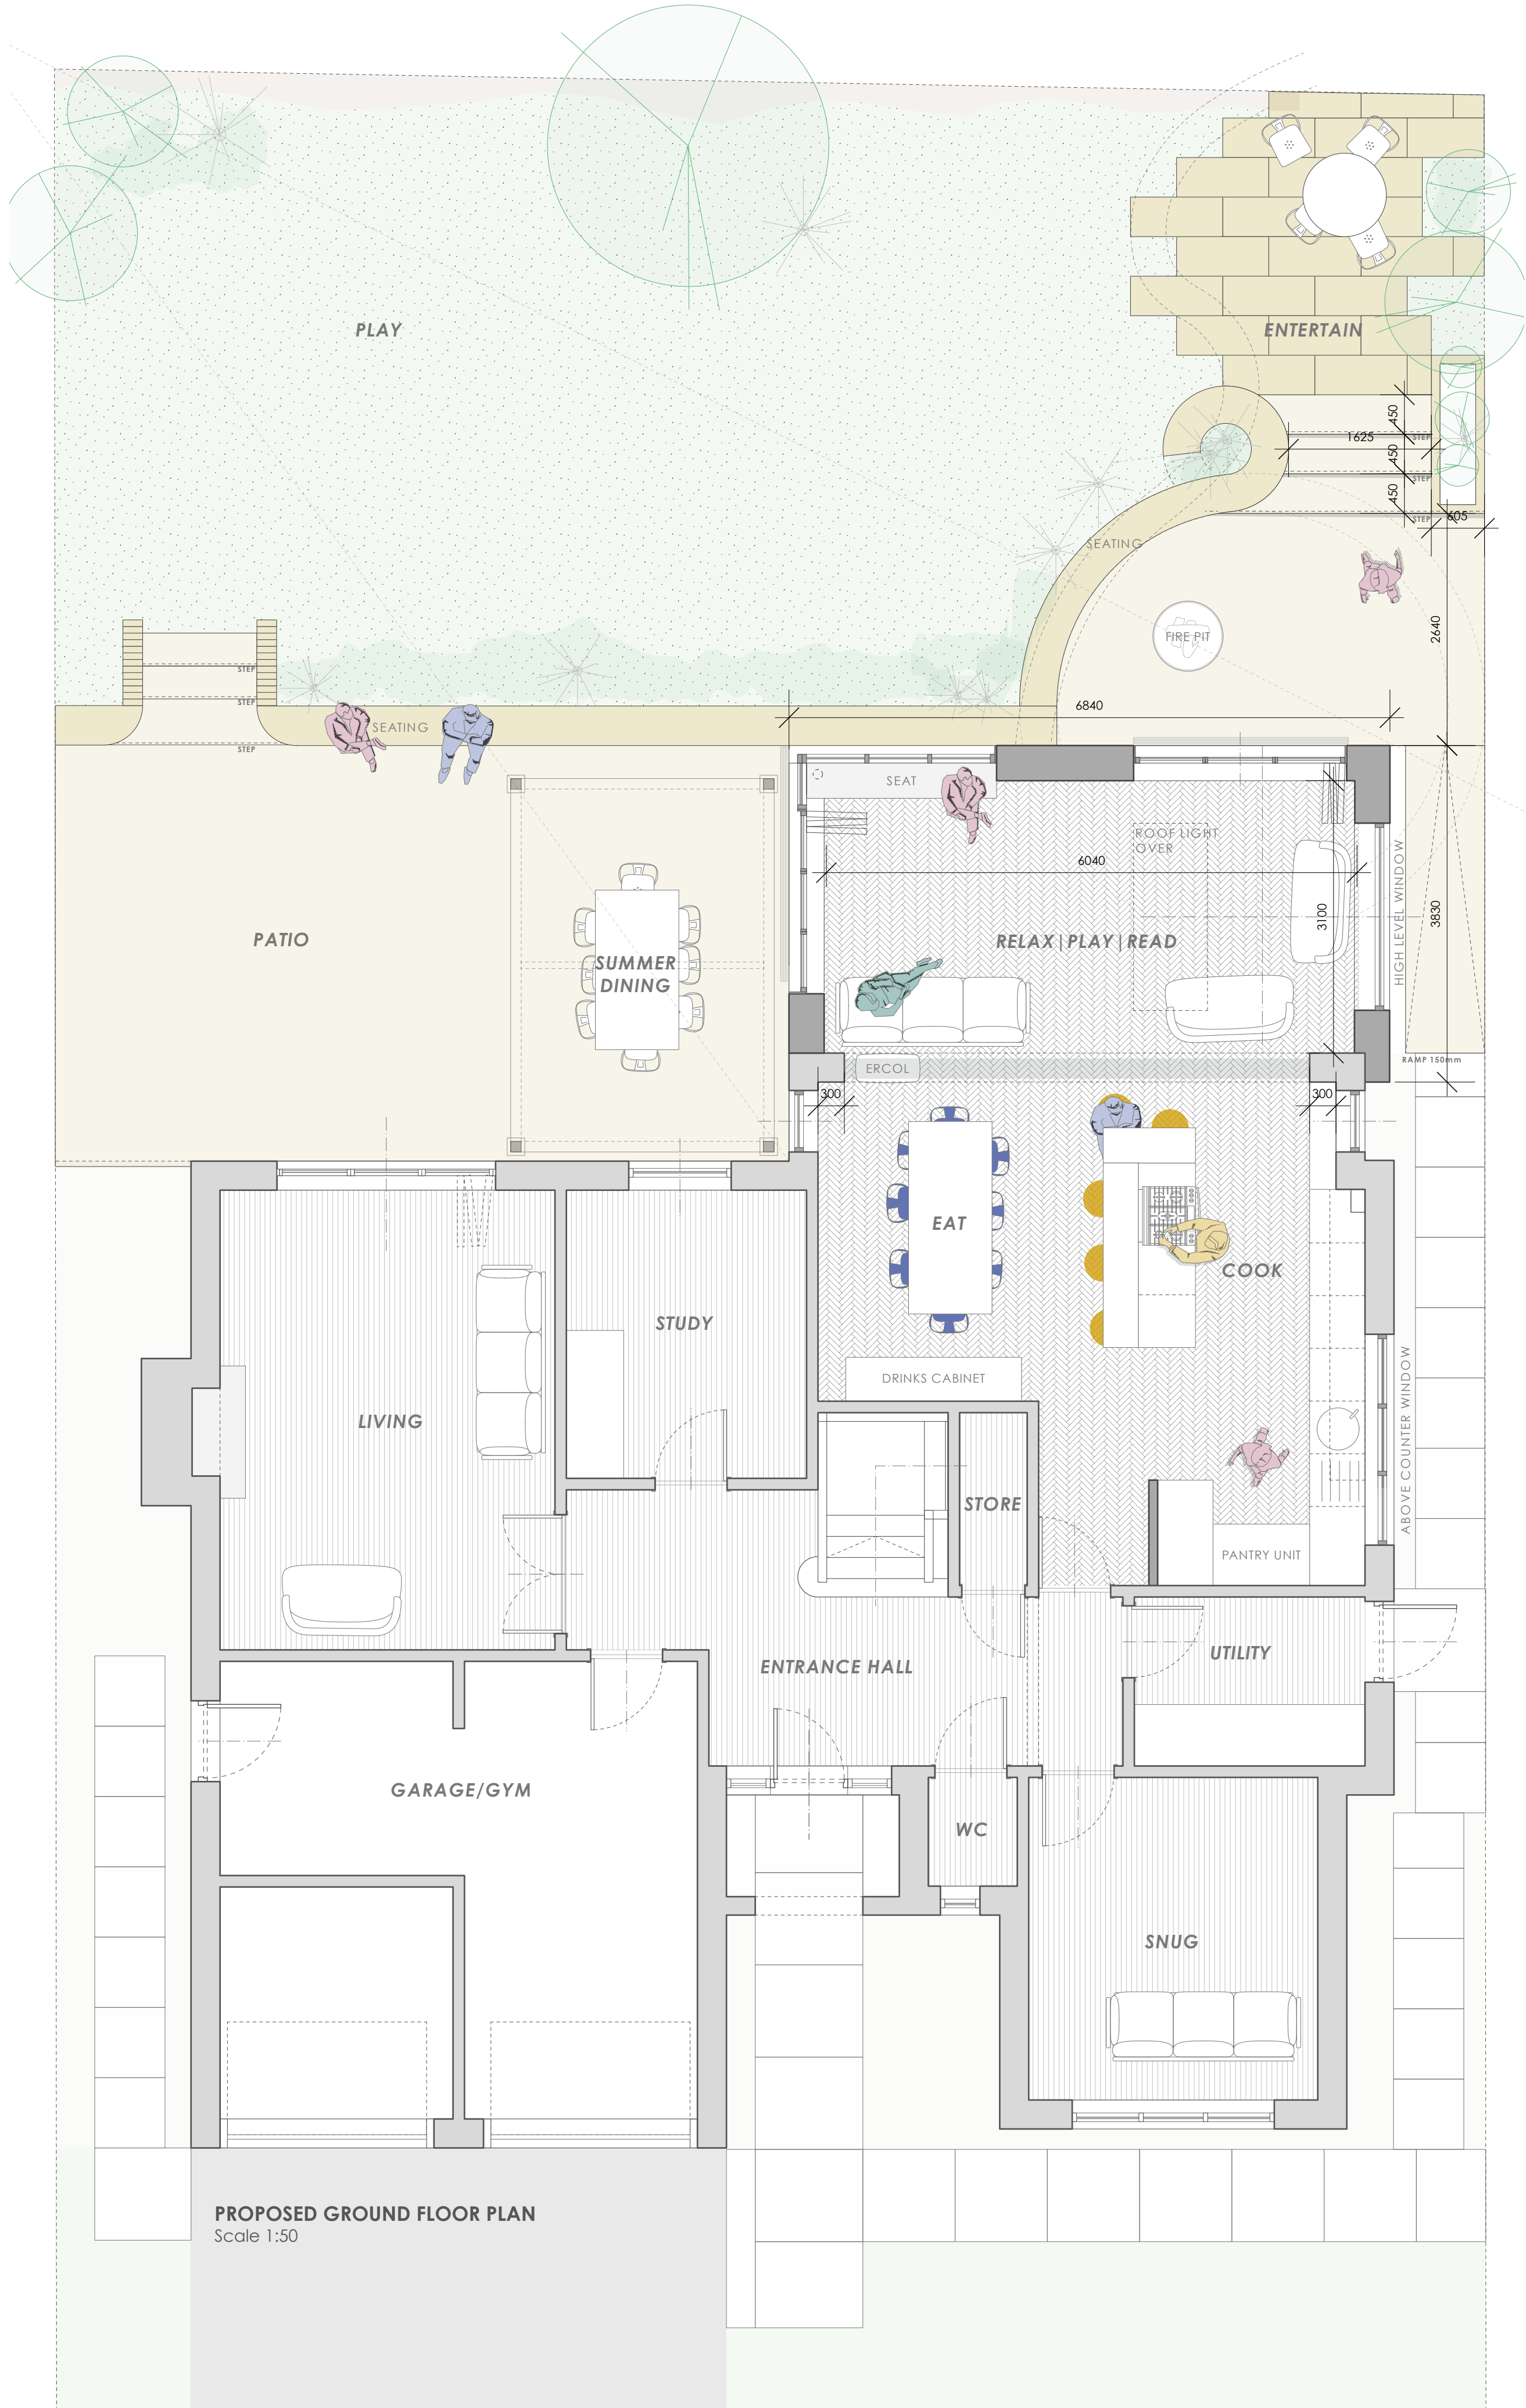 PLAY
ENTERTAIN
450
1625
STEP
450
STEP
450
STEP
605
SEATING
FIRE PIT
2640
STEP
STEP
SEATING
STEP
6840
SEAT
ROOF LIGHT
OVER
6040
3100
HIGH LEVEL WINDOW
3830
PATIO
SUMMER
DINING
RELAX|PLAY|READ
RAMP 150mm
ERCOL
300
300
EAT
COOK
STUDY
DRINKS CABINET
LIVING
ABOVE COUNTER WINDOW
STORE
PANTRY UNIT
ENTRANCE HALL
UTILITY
GARAGE/GYM
WC
SNUG
PROPOSED GROUND FLOOR PLAN
Scale 1:50